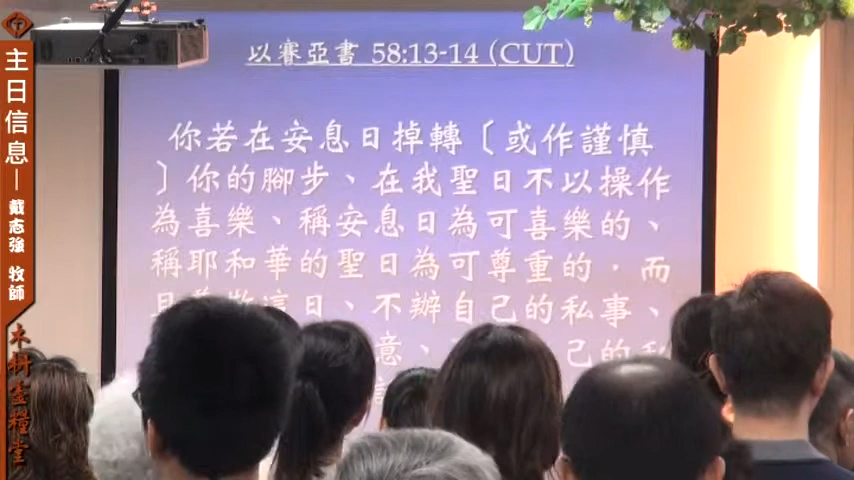 主日信息—戴志強 牧師
木柵靈糧堂
以賽亞書 58:13-14 (CUT)
你若在安息日掉轉〔或作謹慎
〕你的腳步、在我聖日不以操作
為喜樂、稱安息日為可喜樂的、
稱耶和華的聖日為可尊重的．而
且 這日、不辦自己的私事、
意、 己的私